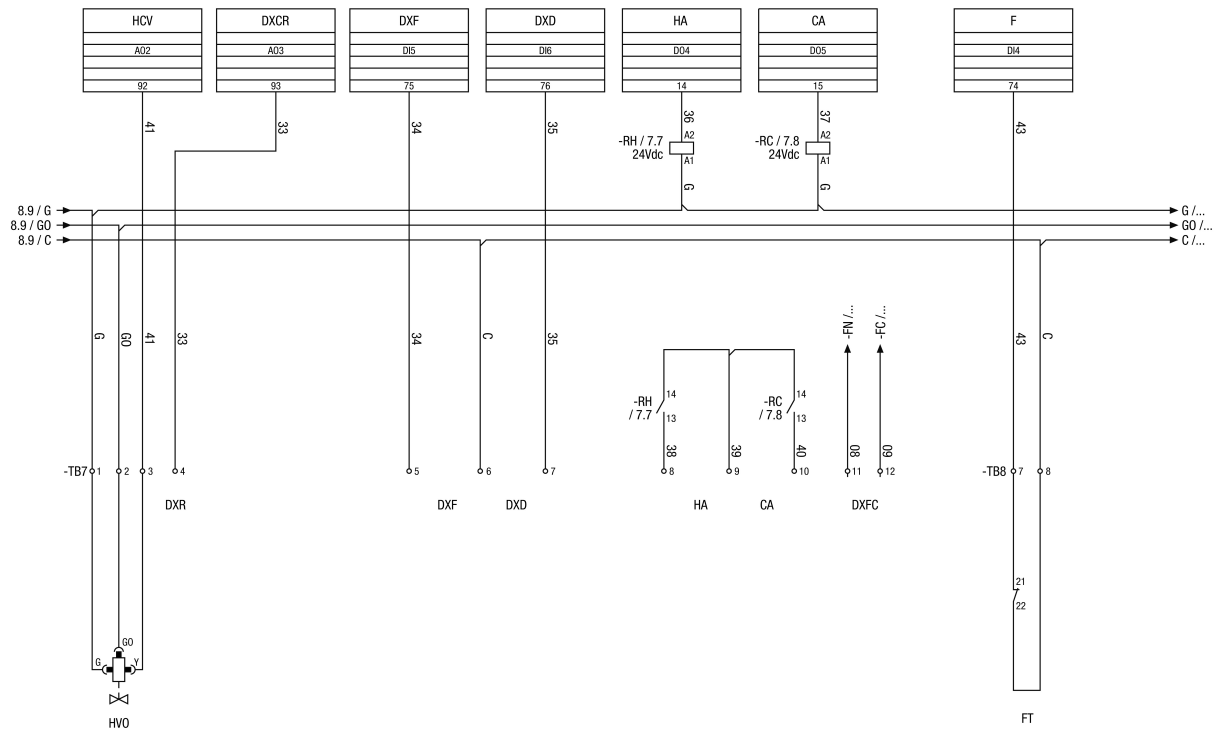 HCV DXCR DXF DXD HA CA F
AO2 AO3 DI5 DI6 DO4 DO5 DI4
92 93 75 76 14 15 74
41 33 34 35 36 37 43
-RH / 7.7 A2 -RC / 7.8 A2
24Vdc A1 24Vdc A1
G G
8.9 / G G /...
8.9 / GO GO /...
8.9 / C C /...
-FN /... -FC /...
G GO 41 33 34 C 35 43 C
14 14
-RH -RC
/ 7.7 13 / 7.8 13
38 39 40 08 09
-TB7 1 2 3 4 5 6 7 8 9 10 11 12 -TB8 7 8
DXR DXF DXD HA CA DXFC
21
22
GO
G Y
HVO FT